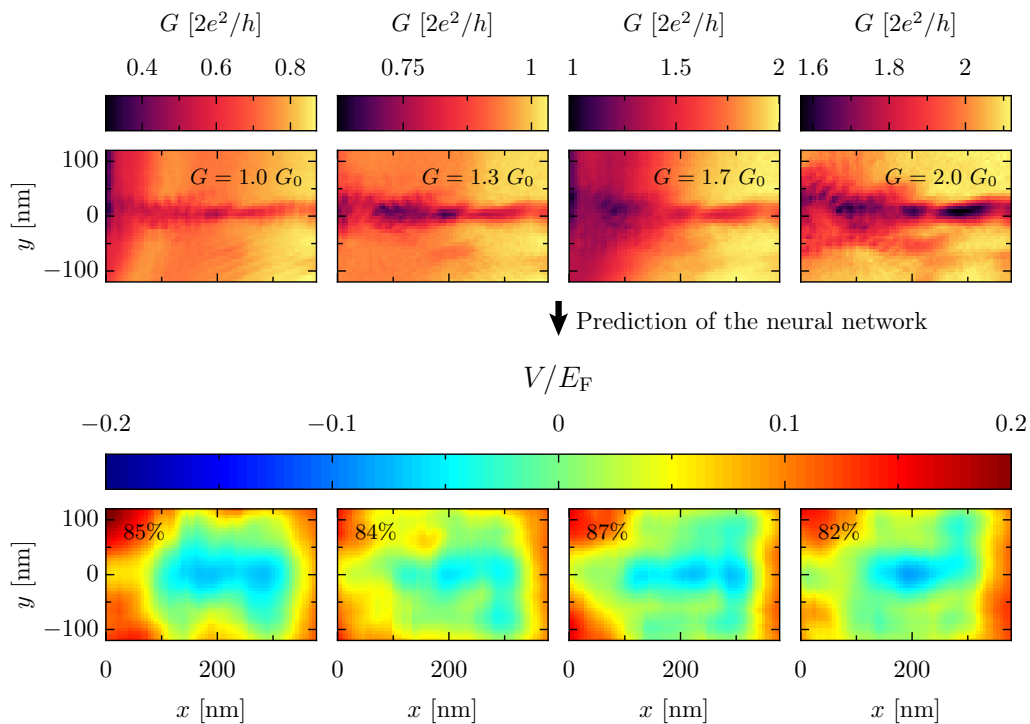 G [2e²/h] G [2e²/h] G [2e²/h] G [2e²/h]
0.4 0.6 0.8 0.75 1 1 1.5 2 1.6 1.8 2
100
0
−100
y [nm]
G = 1.0 G₀ G = 1.3 G₀ G = 1.7 G₀ G = 2.0 G₀
Prediction of the neural network
V/E_F
−0.2 −0.1 0 0.1 0.2
100
0
−100
y [nm]
85% 84% 87% 82%
0 200 0 200 0 200 0 200
x [nm] x [nm] x [nm] x [nm]